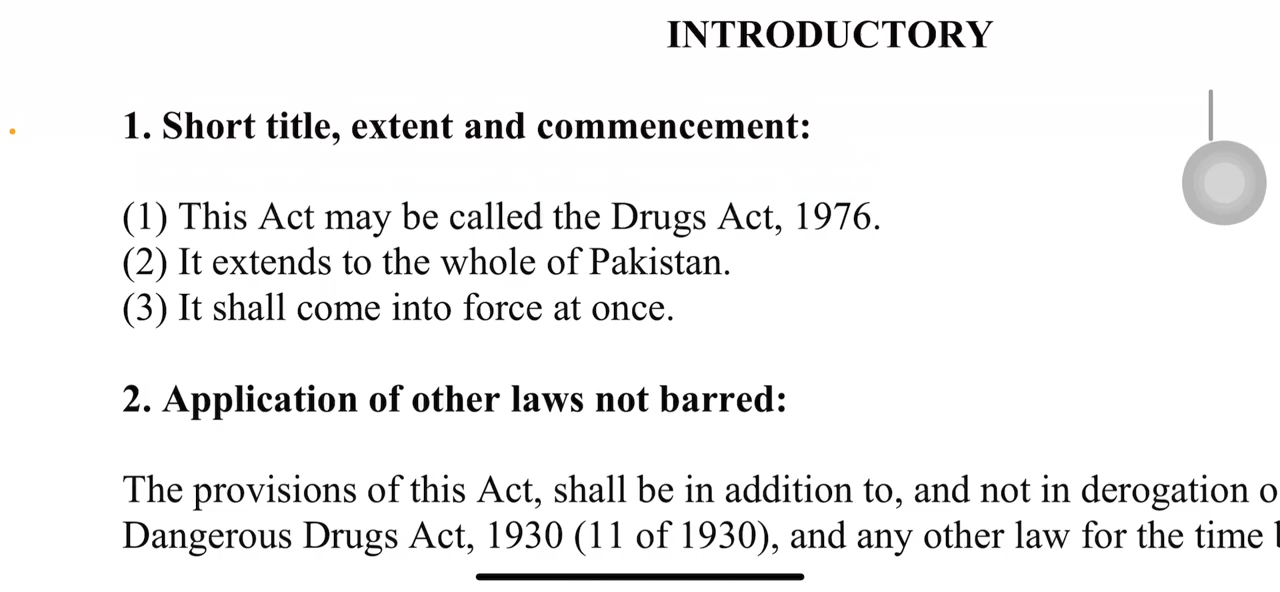 INTRODUCTORY
1. Short title, extent and commencement:
(1) This Act may be called the Drugs Act, 1976.
(2) It extends to the whole of Pakistan.
(3) It shall come into force at once.
2. Application of other laws not barred:
The provisions of this Act, shall be in addition to, and not in derogation
Dangerous Drugs Act, 1930 (11 of 1930), and any other law for the time